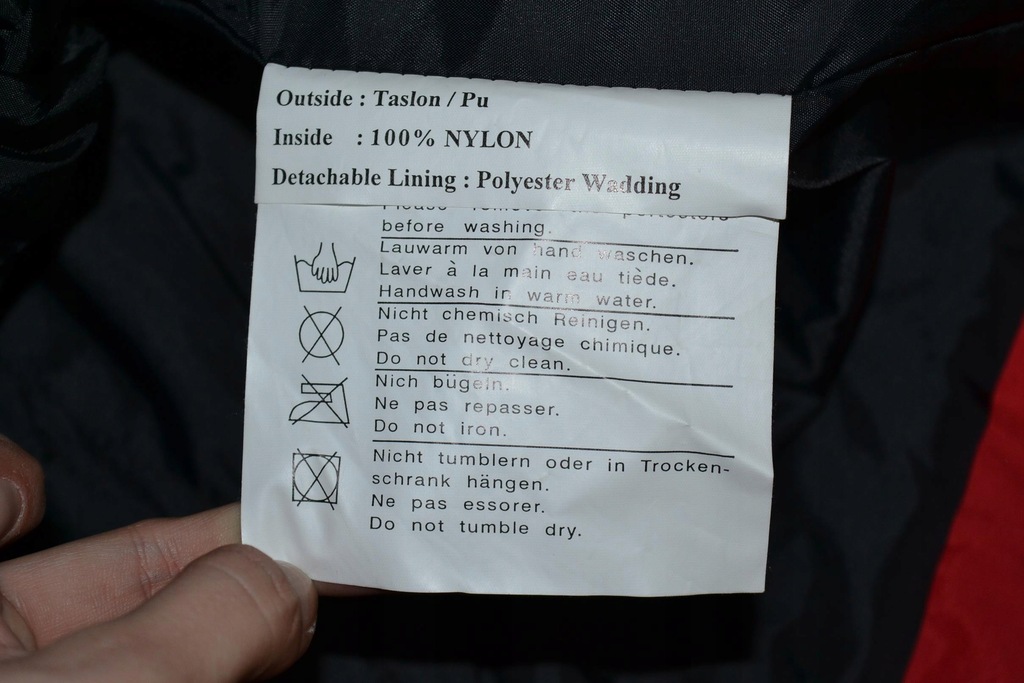 Outside : Taslon / Pu
Inside : 100% NYLON
Detachable Lining : Polyester Wadding
Please remove
before washing.
Lauwarm von hand waschen.
Laver à la main eau tiède.
Handwash in warm water.
Nicht chemisch Reinigen.
Pas de nettoyage chimique.
Do not dry clean.
Nich bügeln.
Ne pas repasser.
Do not iron.
Nicht tumblern oder in Trocken-
schrank hängen.
Ne pas essorer.
Do not tumble dry.